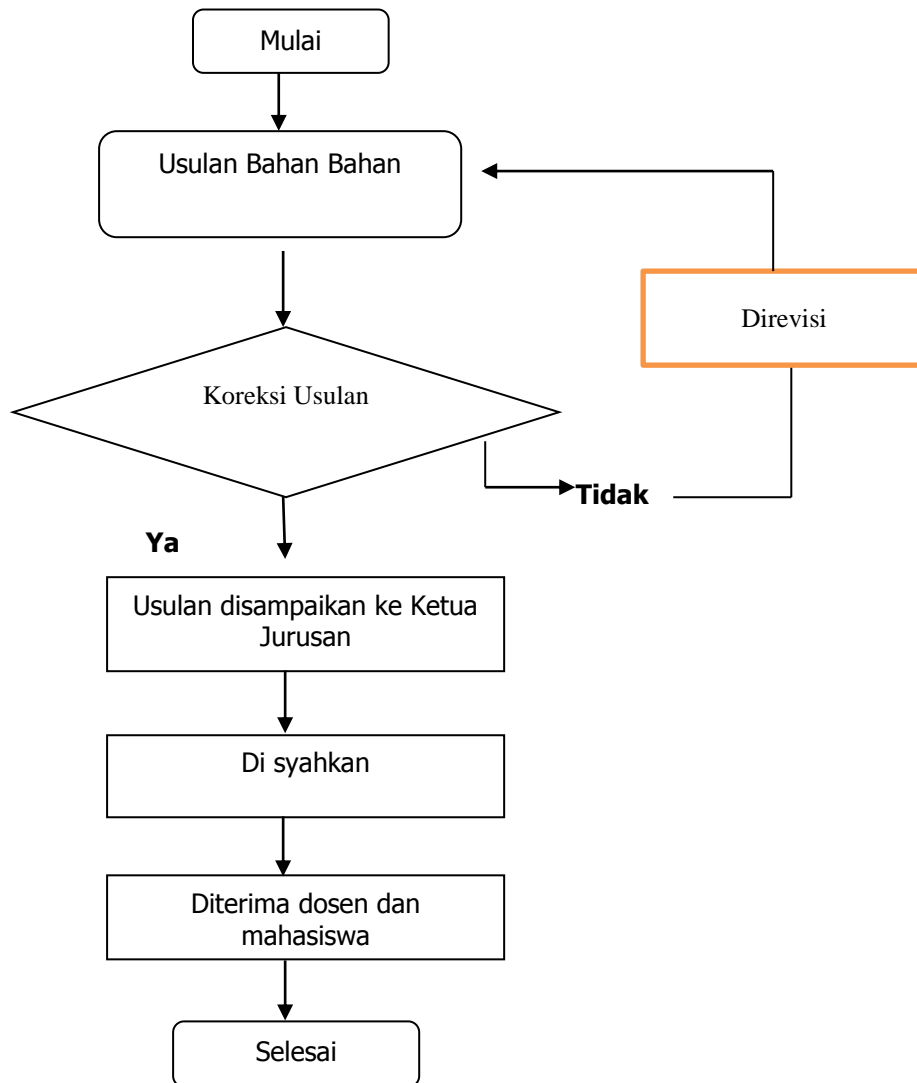 Mulai
Usulan Bahan Bahan
Direvisi
Koreksi Usulan
Tidak
Ya
Usulan disampaikan ke Ketua
Jurusan
Di syahkan
Diterima dosen dan
mahasiswa
Selesai